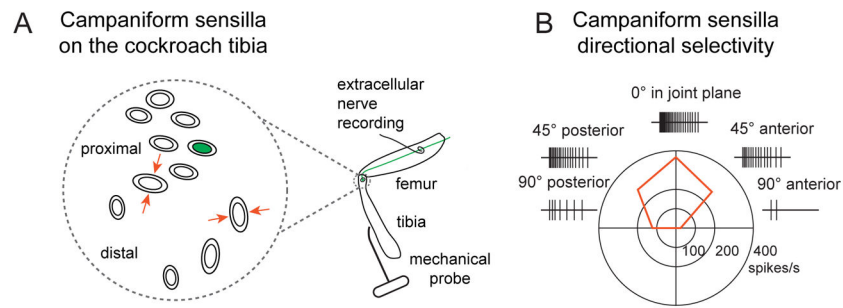 A
Campaniform sensilla
on the cockroach tibia
proximal
distal
extracellular
nerve
recording
femur
tibia
mechanical
probe
B
Campaniform sensilla
directional selectivity
0° in joint plane
45° posterior
45° anterior
90° posterior
90° anterior
100 200 400
spikes/s